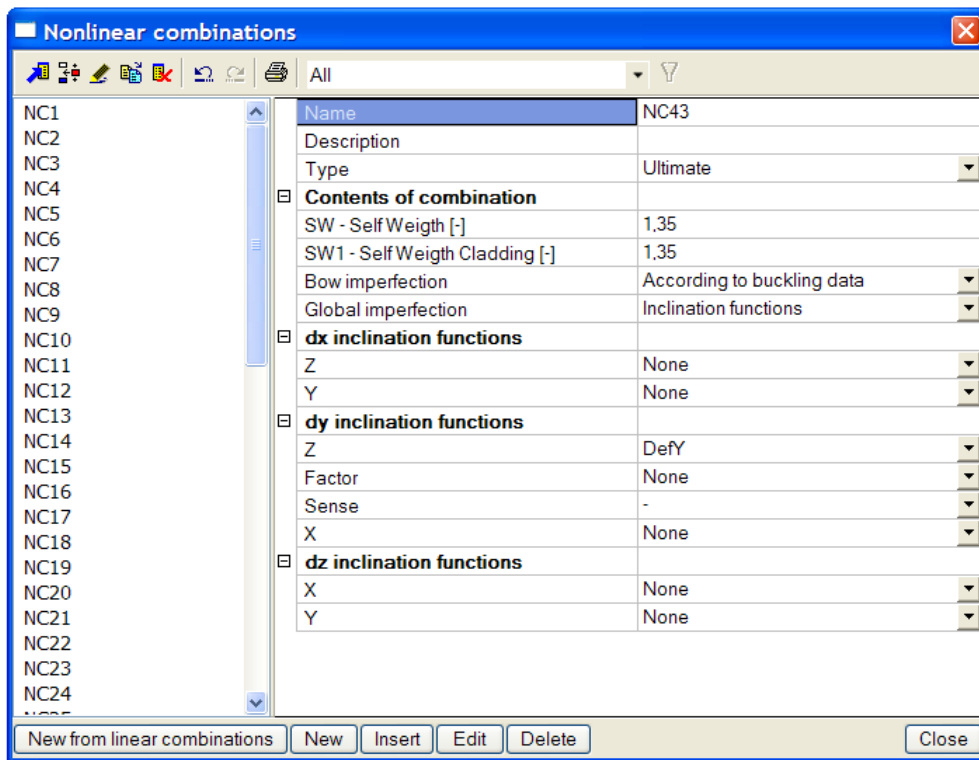 Nonlinear combinations
All
NC1
NC2
NC3
NC4
NC5
NC6
NC7
NC8
NC9
NC10
NC11
NC12
NC13
NC14
NC15
NC16
NC17
NC18
NC19
NC20
NC21
NC22
NC23
NC24
Name NC43
Description
Type Ultimate
Contents of combination
SW - Self Weigth [-] 1,35
SW1 - Self Weigth Cladding [-] 1,35
Bow imperfection According to buckling data
Global imperfection Inclination functions
dx inclination functions
Z None
Y None
dy inclination functions
Z DefY
Factor None
Sense -
X None
dz inclination functions
X None
Y None
New from linear combinations New Insert Edit Delete Close